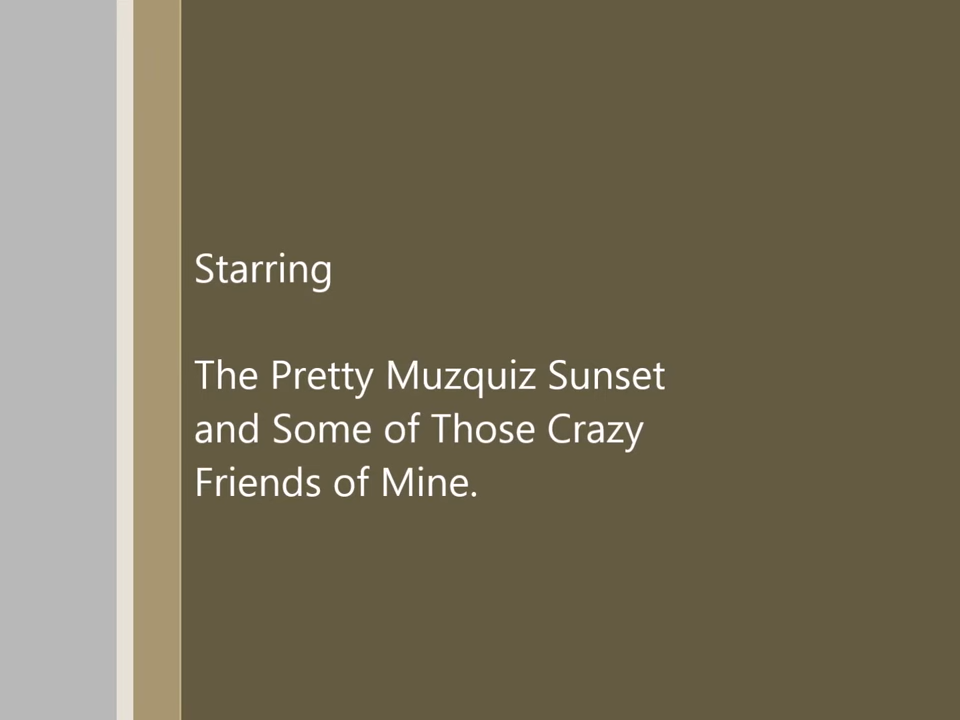 Starring
The Pretty Muzquiz Sunset
and Some of Those Crazy
Friends of Mine.